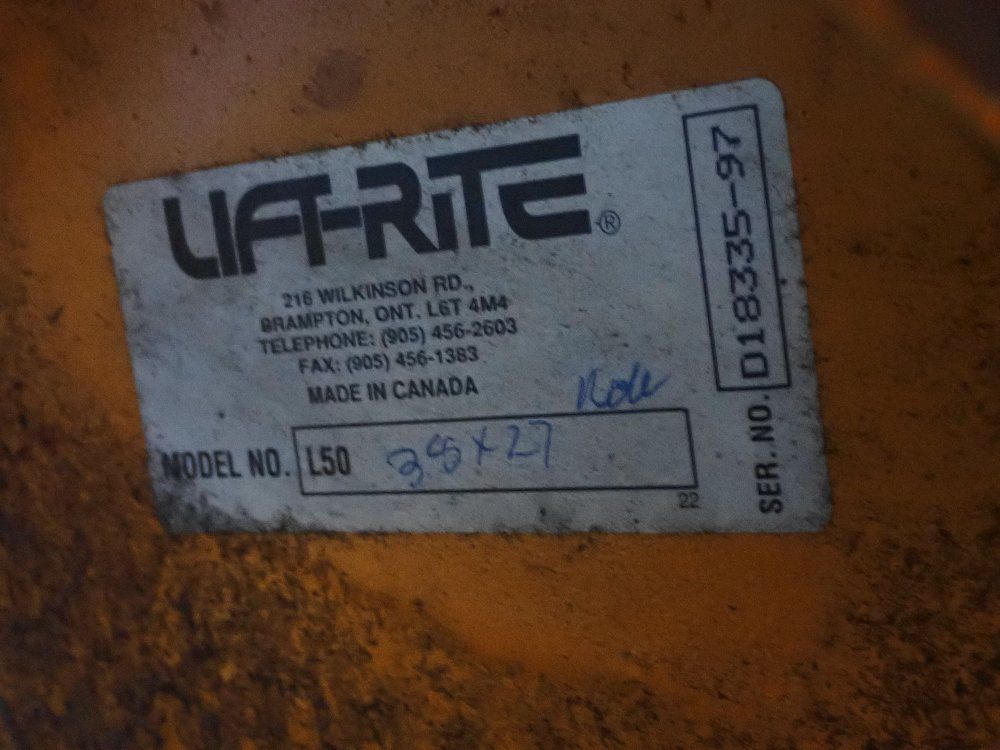 LIFT-RITE®
216 WILKINSON RD.,
BRAMPTON, ONT. L6T 4M4
TELEPHONE: (905) 456-2603
FAX: (905) 456-1383
MADE IN CANADA
MODEL NO. L50 38X27
22
SER. NO. D18335-97